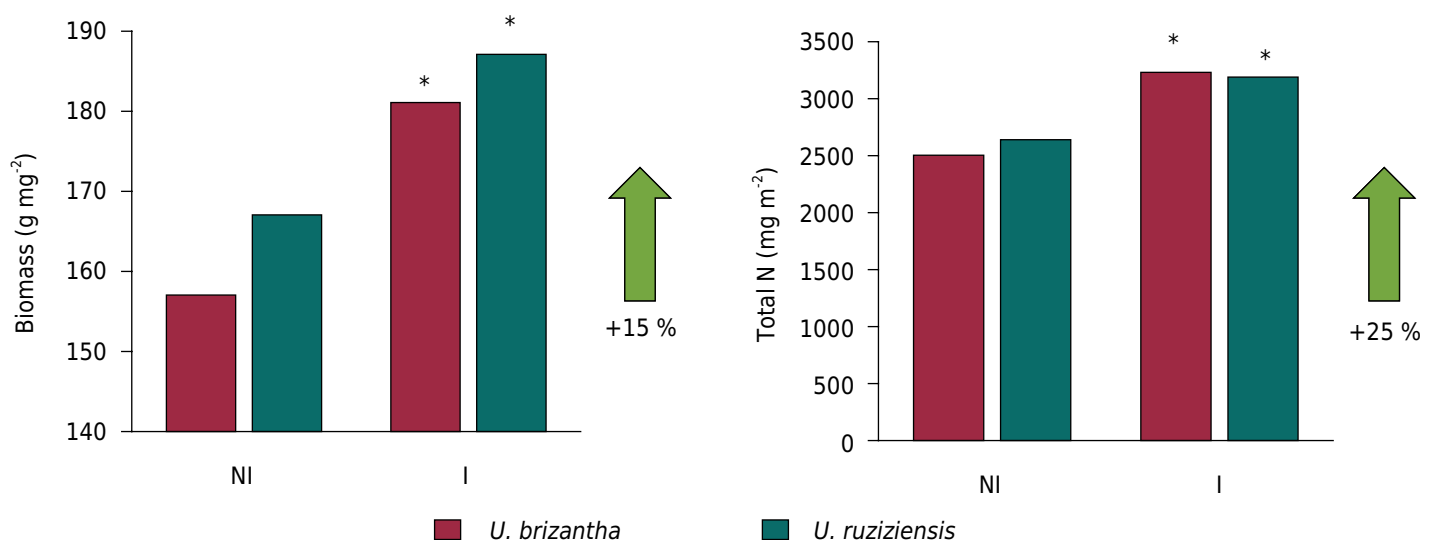 Biomass (g mg⁻²)
190
180
170
160
150
140
*
*
NI
I
+15 %
Total N (mg m⁻²)
3500
3000
2500
2000
1500
1000
500
0
*
*
NI
I
+25 %
U. brizantha
U. ruziziensis